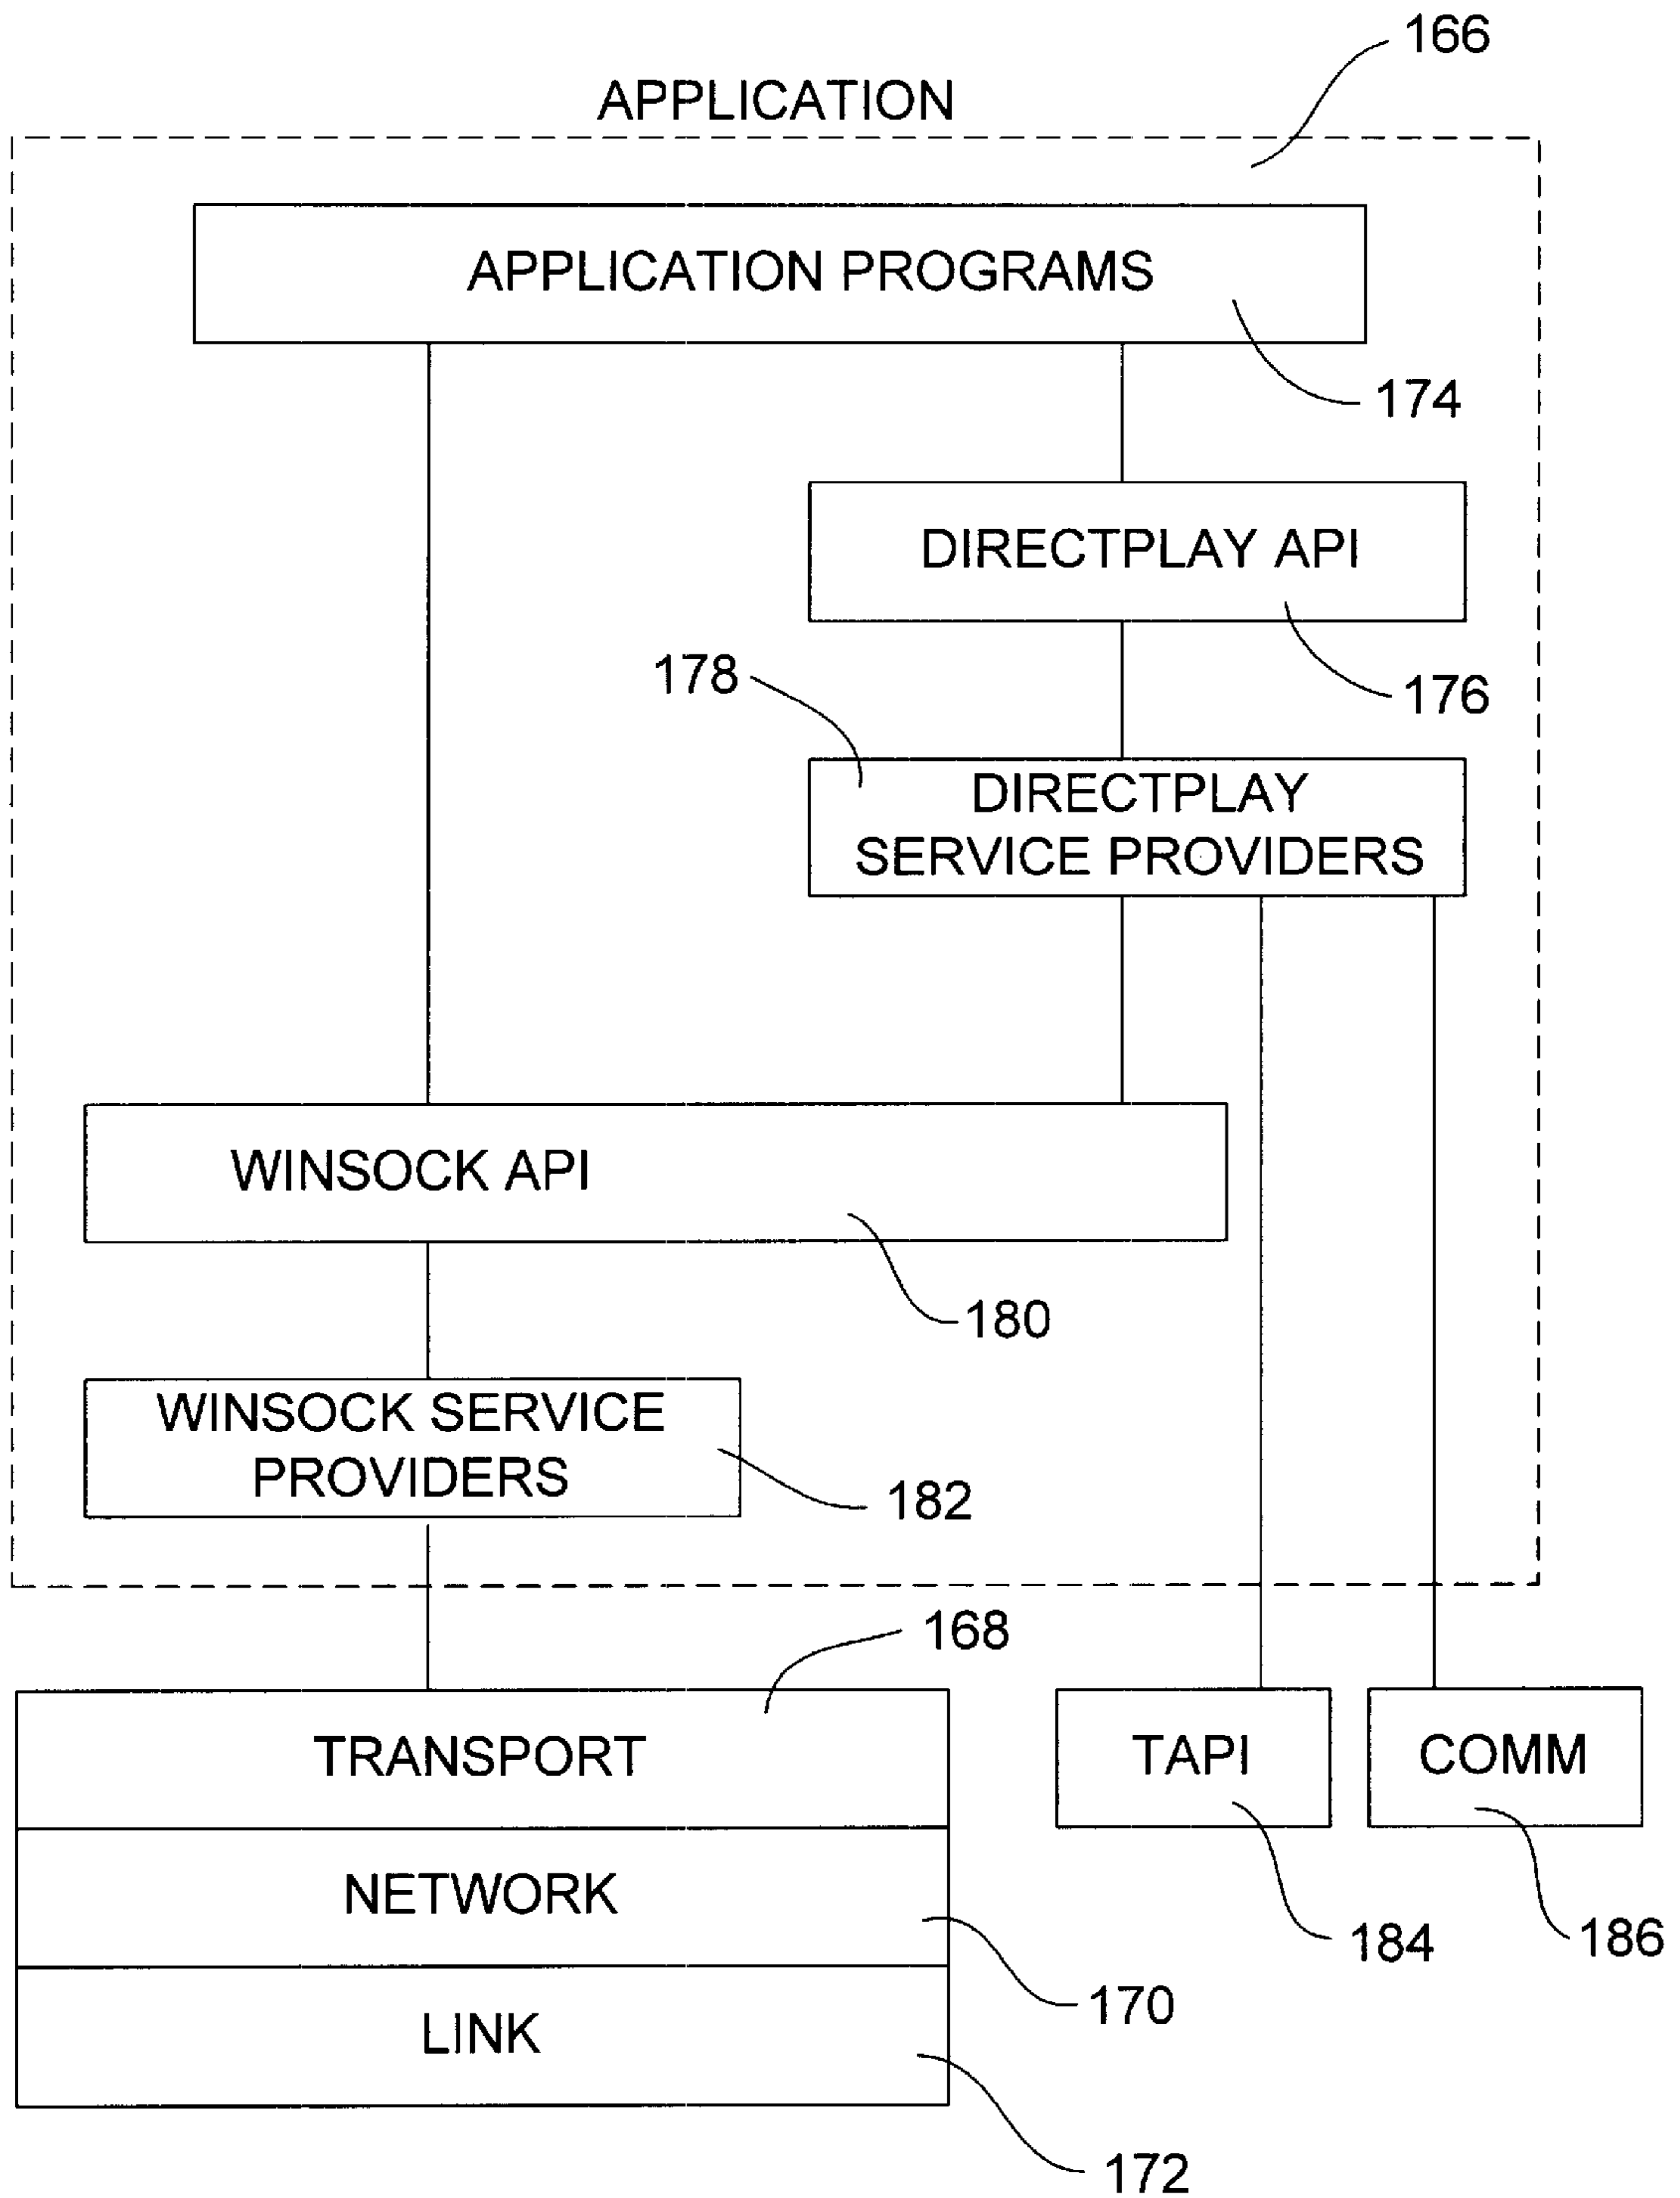 166
APPLICATION
APPLICATION PROGRAMS
174
DIRECTPLAY API
176
178
DIRECTPLAY
SERVICE PROVIDERS
WINSOCK API
180
WINSOCK SERVICE
PROVIDERS
182
168
TRANSPORT
TAPI
COMM
NETWORK
184
186
170
LINK
172